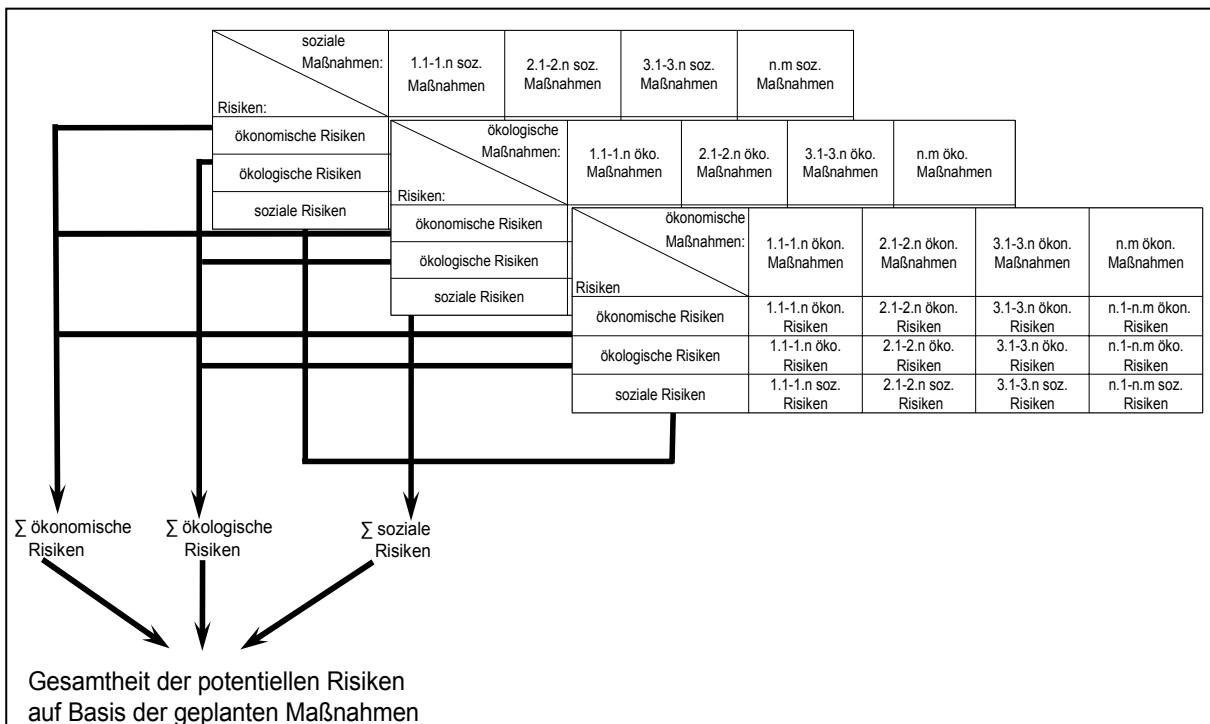 soziale
Maßnahmen:
Risiken:
1.1-1.n soz.
Maßnahmen
2.1-2.n soz.
Maßnahmen
3.1-3.n soz.
Maßnahmen
n.m soz.
Maßnahmen
ökonomische Risiken
ökologische Risiken
soziale Risiken
ökologische
Maßnahmen:
Risiken:
1.1-1.n öko.
Maßnahmen
2.1-2.n öko.
Maßnahmen
3.1-3.n öko.
Maßnahmen
n.m öko.
Maßnahmen
ökonomische Risiken
ökologische Risiken
soziale Risiken
ökonomische
Maßnahmen:
Risiken
1.1-1.n ökon.
Maßnahmen
2.1-2.n ökon.
Maßnahmen
3.1-3.n ökon.
Maßnahmen
n.m ökon.
Maßnahmen
ökonomische Risiken
1.1-1.n ökon.
Risiken
2.1-2.n ökon.
Risiken
3.1-3.n ökon.
Risiken
n.1-n.m ökon.
Risiken
ökologische Risiken
1.1-1.n öko.
Risiken
2.1-2.n öko.
Risiken
3.1-3.n öko.
Risiken
n.1-n.m öko.
Risiken
soziale Risiken
1.1-1.n soz.
Risiken
2.1-2.n soz.
Risiken
3.1-3.n soz.
Risiken
n.1-n.m soz.
Risiken
∑ ökonomische
Risiken
∑ ökologische
Risiken
∑ soziale
Risiken
Gesamtheit der potentiellen Risiken
auf Basis der geplanten Maßnahmen